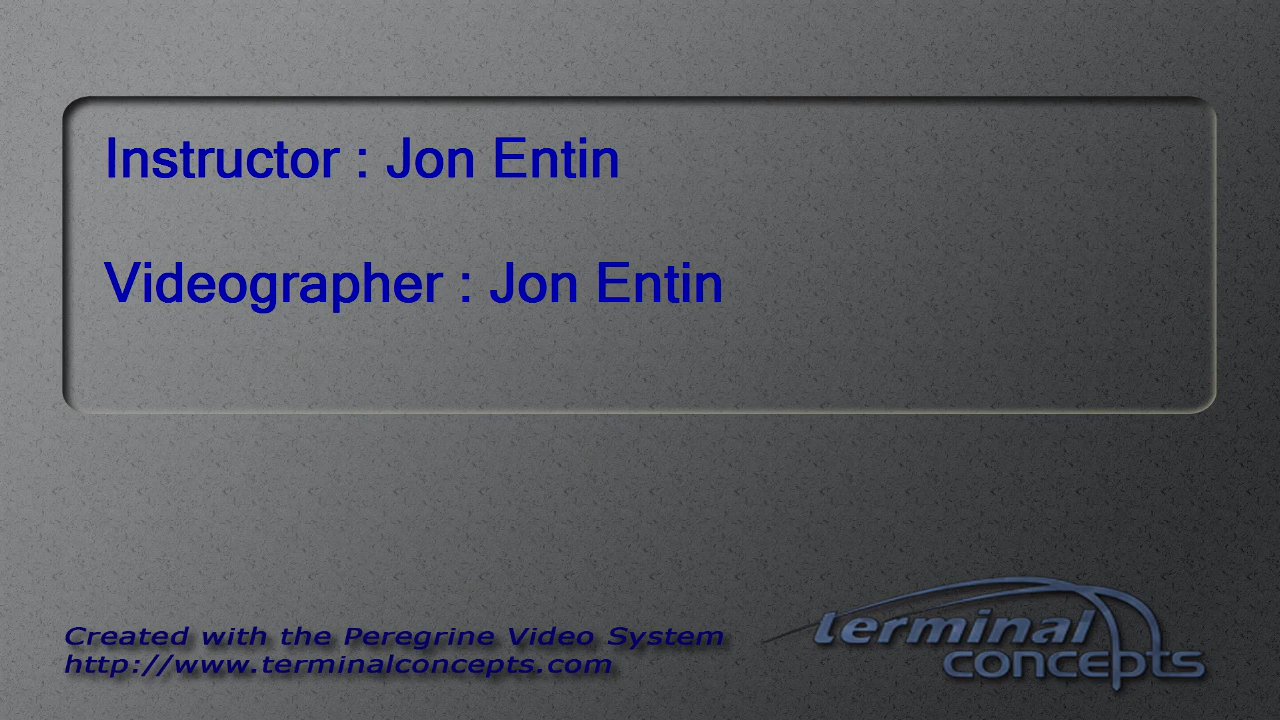 Instructor : Jon Entin
Videographer : Jon Entin
Created with the Peregrine Video System
http://www.terminalconcepts.com
terminal
concepts